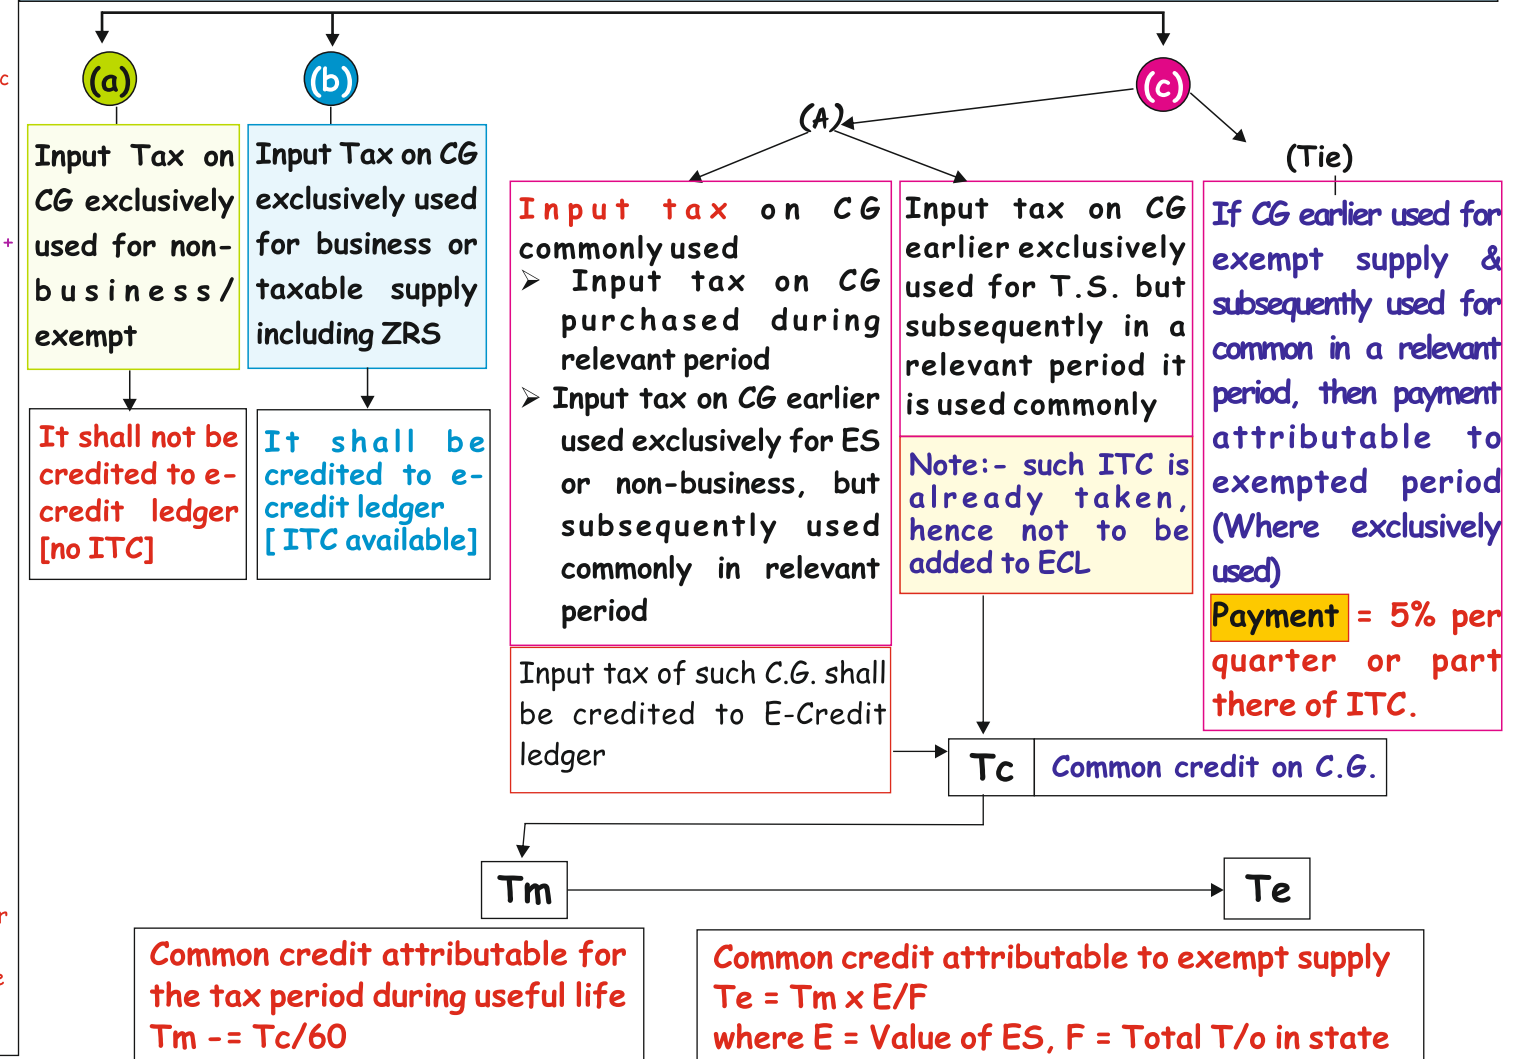 (a)
(b)
(c)
c
(A)
(Tie)
Input Tax on
CG exclusively
used for non-
business/
exempt
Input Tax on CG
exclusively used
for business or
taxable supply
including ZRS
+
It shall not be
credited to e-
credit ledger
[no ITC]
It shall be
credited to e-
credit ledger
[ ITC available]
Input tax on CG
commonly used
➢ Input tax on CG
purchased during
relevant period
➢ Input tax on CG earlier
used exclusively for ES
or non-business, but
subsequently used
commonly in relevant
period
Input tax of such C.G. shall
be credited to E-Credit
ledger
Input tax on CG
earlier exclusively
used for T.S. but
subsequently in a
relevant period it
is used commonly
Note:- such ITC is
already taken,
hence not to be
added to ECL
If CG earlier used for
exempt supply &
subsequently used for
common in a relevant
period, then payment
attributable to
exempted period
(Where exclusively
used)
Payment = 5% per
quarter or part
there of ITC.
Tc
Common credit on C.G.
Tm
Te
r
e
Common credit attributable for
the tax period during useful life
Tm -= Tc/60
Common credit attributable to exempt supply
Te = Tm x E/F
where E = Value of ES, F = Total T/o in state